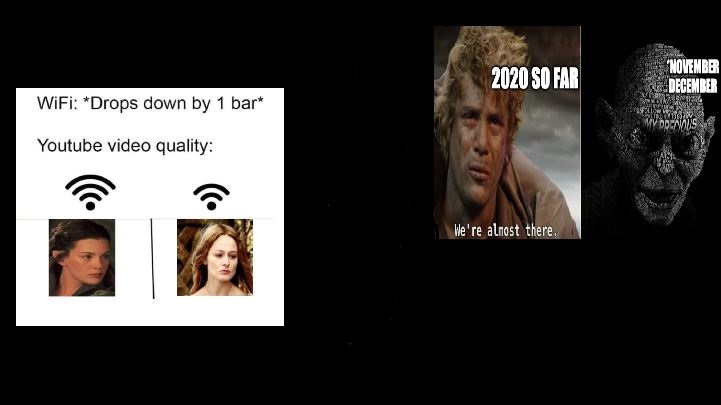 WiFi: *Drops down by 1 bar*
Youtube video quality:
2020 SO FAR
We're almost there.
'NOVEMBER
DECEMBER
MY PRECIOUS